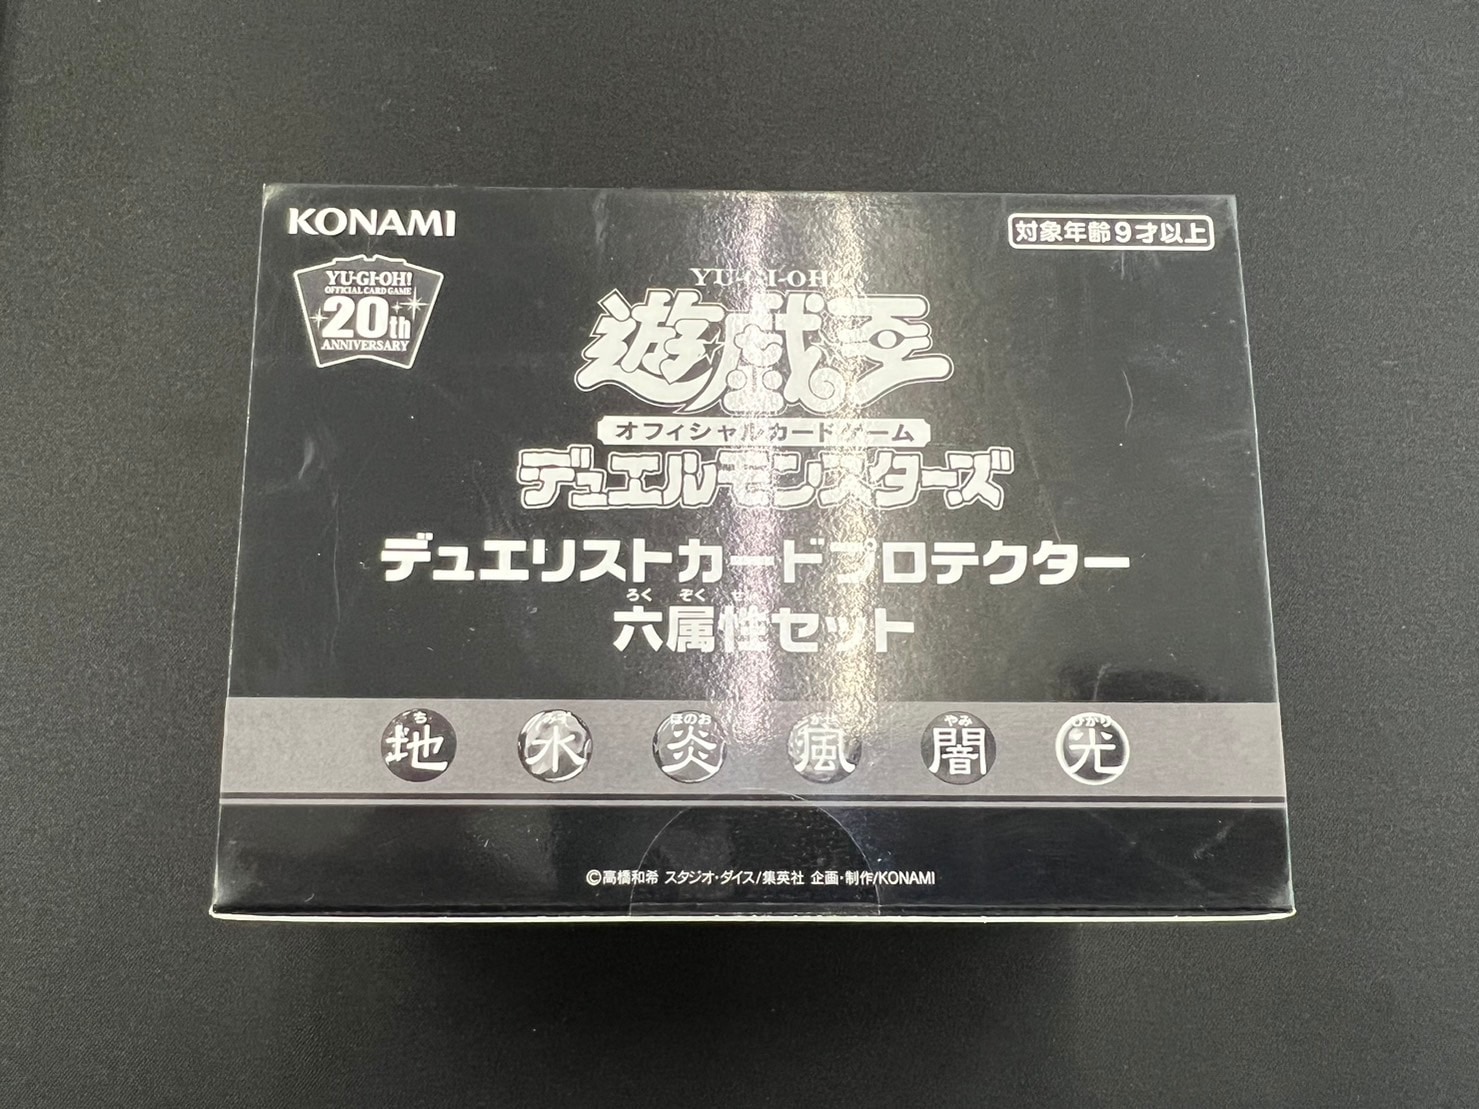 KONAMI
対象年齢9才以上
YU-GI-OH!
OFFICIAL CARD GAME
20th
ANNIVERSARY
YU-GI-OH!
遊戯王
オフィシャルカードゲーム
デュエルモンスターズ
デュエリストカードプロテクター
ろく ぞく せい
六属性セット
ち みず ほのお かぜ やみ ひかり
地 水 炎 風 闇 光
©高橋和希 スタジオ・ダイス/集英社 企画・制作/KONAMI